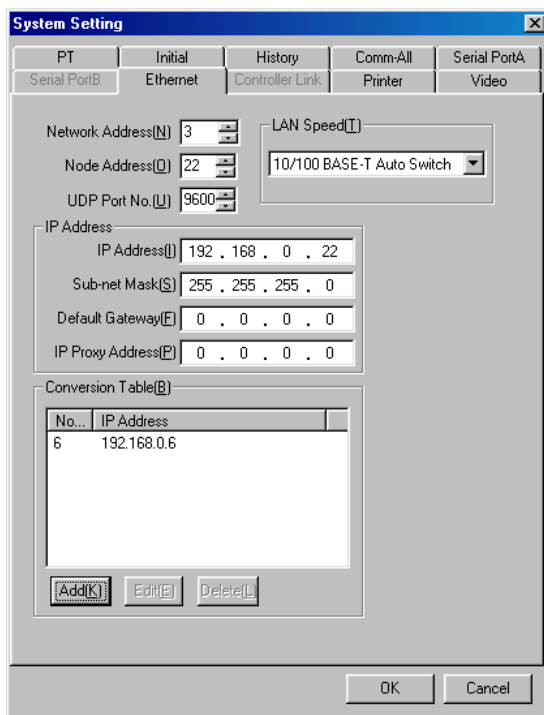 System Setting
PT Initial History Comm-All Serial PortA
Serial PortB Ethernet Controller Link Printer Video
Network Address(N) 3
LAN Speed(T)
10/100 BASE-T Auto Switch
Node Address(O) 22
UDP Port No.(U) 9600
IP Address
IP Address(I) 192 . 168 . 0 . 22
Sub-net Mask(S) 255 . 255 . 255 . 0
Default Gateway(F) 0 . 0 . 0 . 0
IP Proxy Address(P) 0 . 0 . 0 . 0
Conversion Table(B)
No... IP Address
6 192.168.0.6
Add(K) Edit(E) Delete(L)
OK Cancel